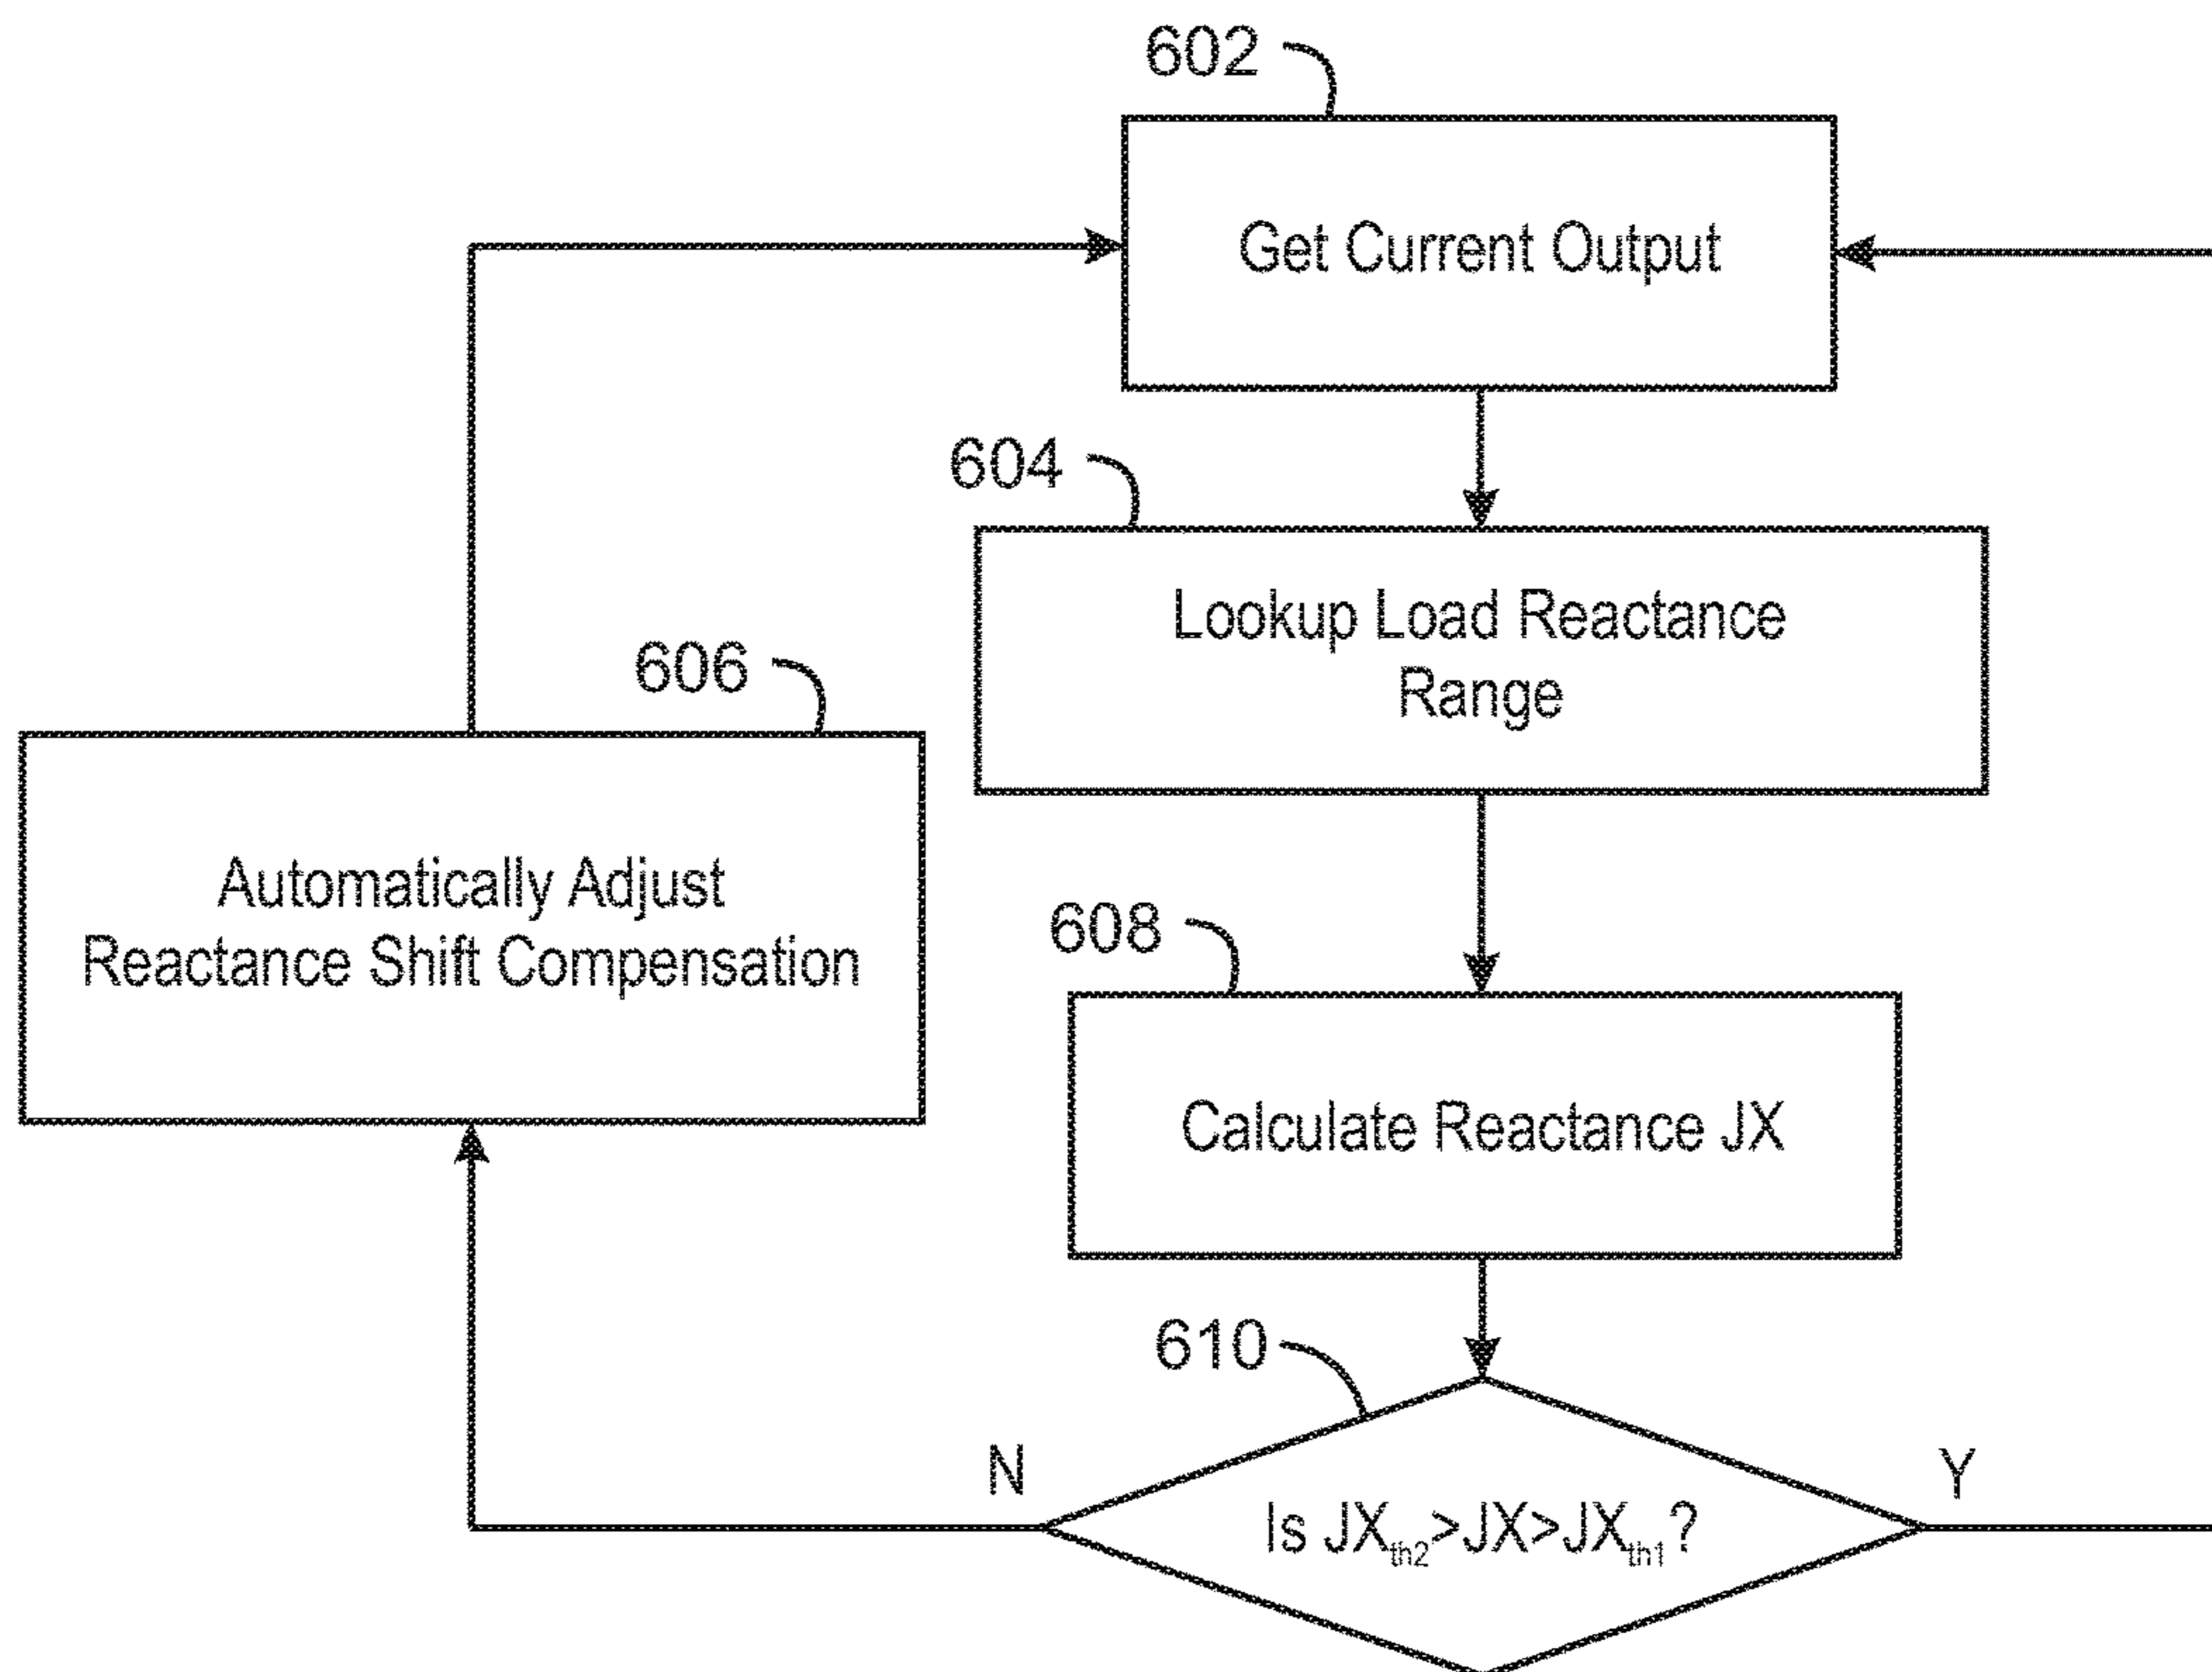 602
Get Current Output
604
Lookup Load Reactance
Range
606
Automatically Adjust
Reactance Shift Compensation
608
Calculate Reactance JX
610
N
Is JXth2>JX>JXth1?
Y